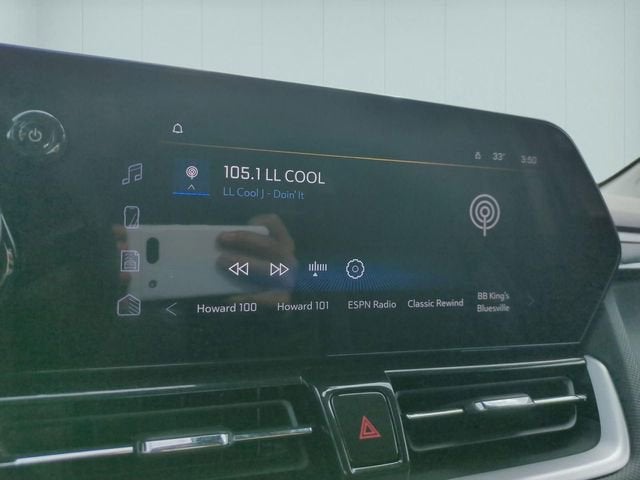 33° 3:50
105.1 LL COOL
LL Cool J - Doin' It
Howard 100 Howard 101 ESPN Radio Classic Rewind BB King's
Bluesville